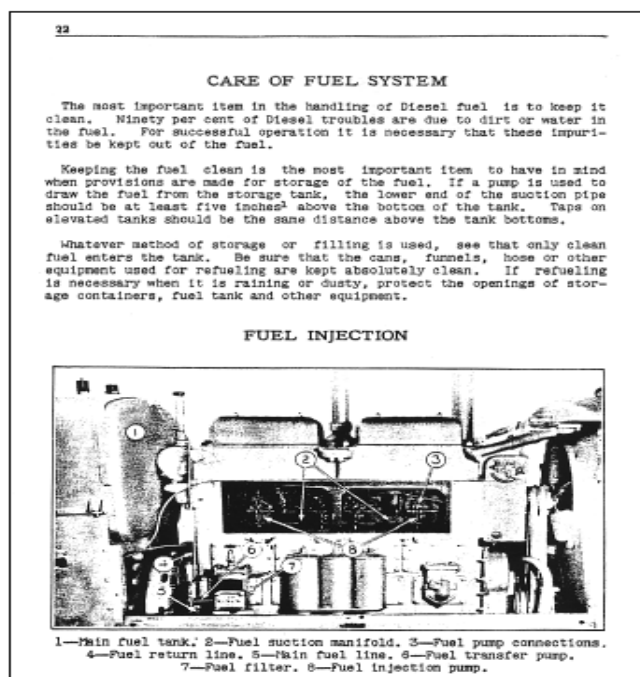 22
CARE OF FUEL SYSTEM
The most important item in the handling of Diesel fuel is to keep it
clean. Ninety per cent of Diesel troubles are due to dirt or water in
the fuel. For successful operation it is necessary that these impuri-
ties be kept out of the fuel.
Keeping the fuel clean is the most important item to have in mind
when provisions are made for storage of the fuel. If a pump is used to
draw the fuel from the storage tank, the lower end of the suction pipe
should be at least five inches¹ above the bottom of the tank. Taps on
elevated tanks should be the same distance above the tank bottoms.
Whatever method of storage or filling is used, see that only clean
fuel enters the tank. Be sure that the cans, funnels, hose or other
equipment used for refueling are kept absolutely clean. If refueling
is necessary when it is raining or dusty, protect the openings of stor-
age containers, fuel tank and other equipment.
FUEL INJECTION
1
2
3
4
6
7
8
5
1—Main fuel tank. 2—Fuel suction manifold. 3—Fuel pump connections.
4—Fuel return line. 5—Main fuel line. 6—Fuel transfer pump.
7—Fuel filter. 8—Fuel injection pump.